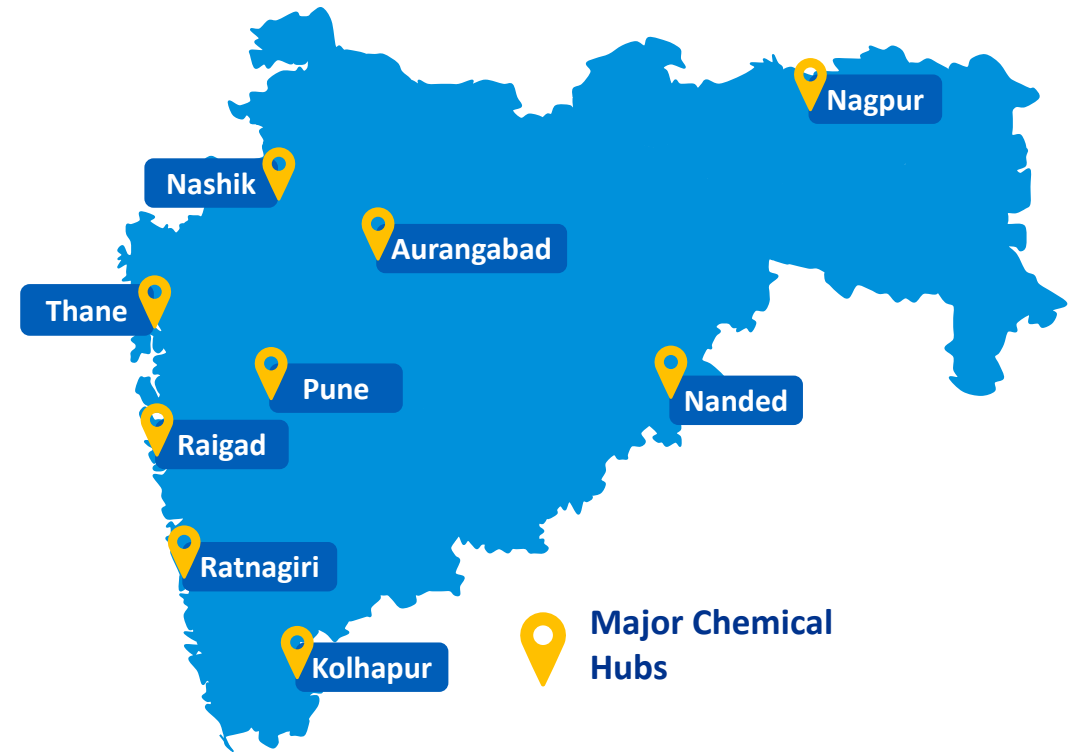 Nagpur
Nashik
Aurangabad
Thane
Pune
Nanded
Raigad
Ratnagiri
Major Chemical
Hubs
Kolhapur